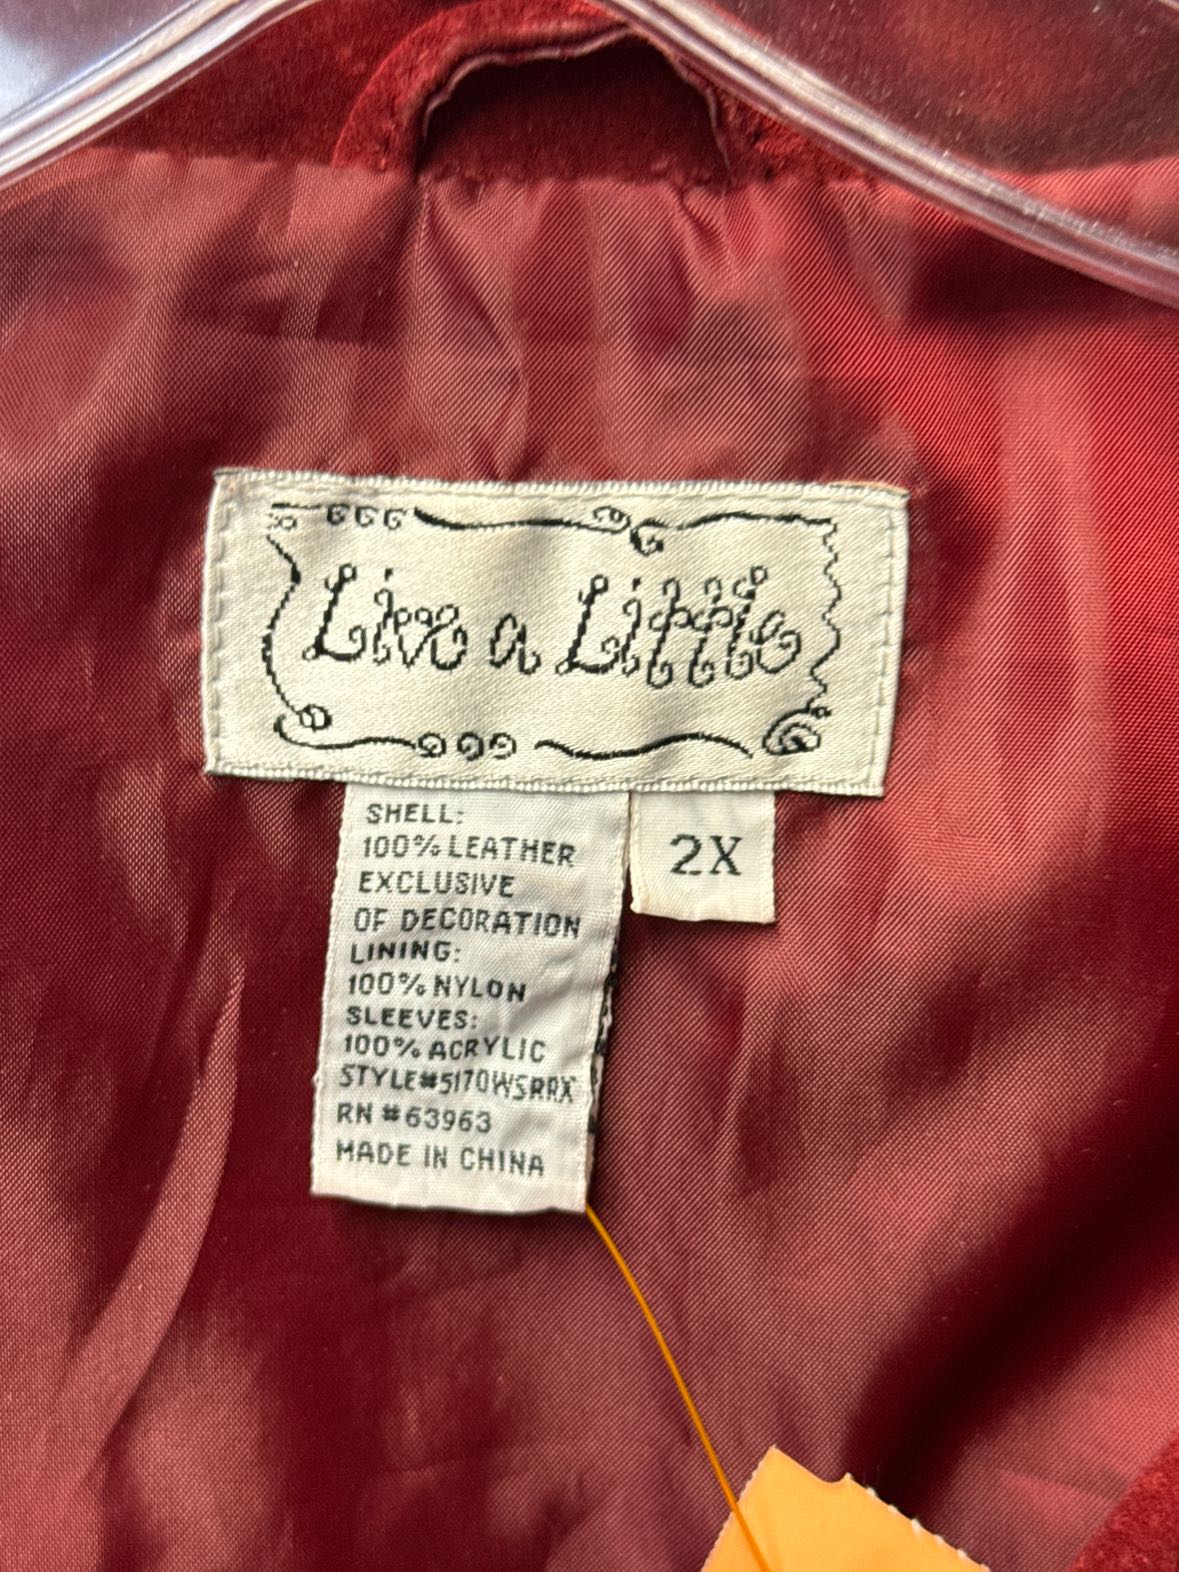 Live a Little
SHELL:
100% LEATHER
EXCLUSIVE
OF DECORATION
LINING:
100% NYLON
SLEEVES:
100% ACRYLIC
STYLE#5170WSRRX
RN #63963
MADE IN CHINA
2X